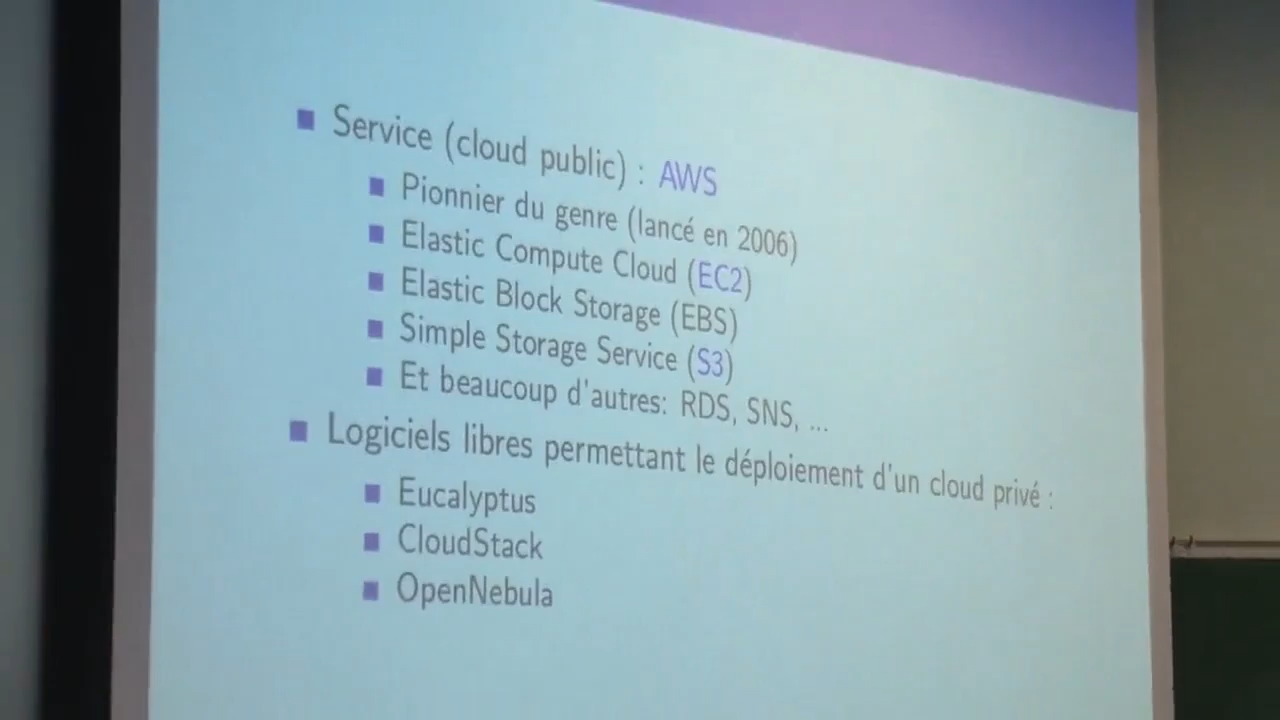 Service (cloud public) : AWS
Pionnier du genre (lancé en 2006)
Elastic Compute Cloud (EC2)
Elastic Block Storage (EBS)
Simple Storage Service (S3)
Et beaucoup d'autres: RDS, SNS, ...
Logiciels libres permettant le déploiement d'un cloud privé :
Eucalyptus
CloudStack
OpenNebula